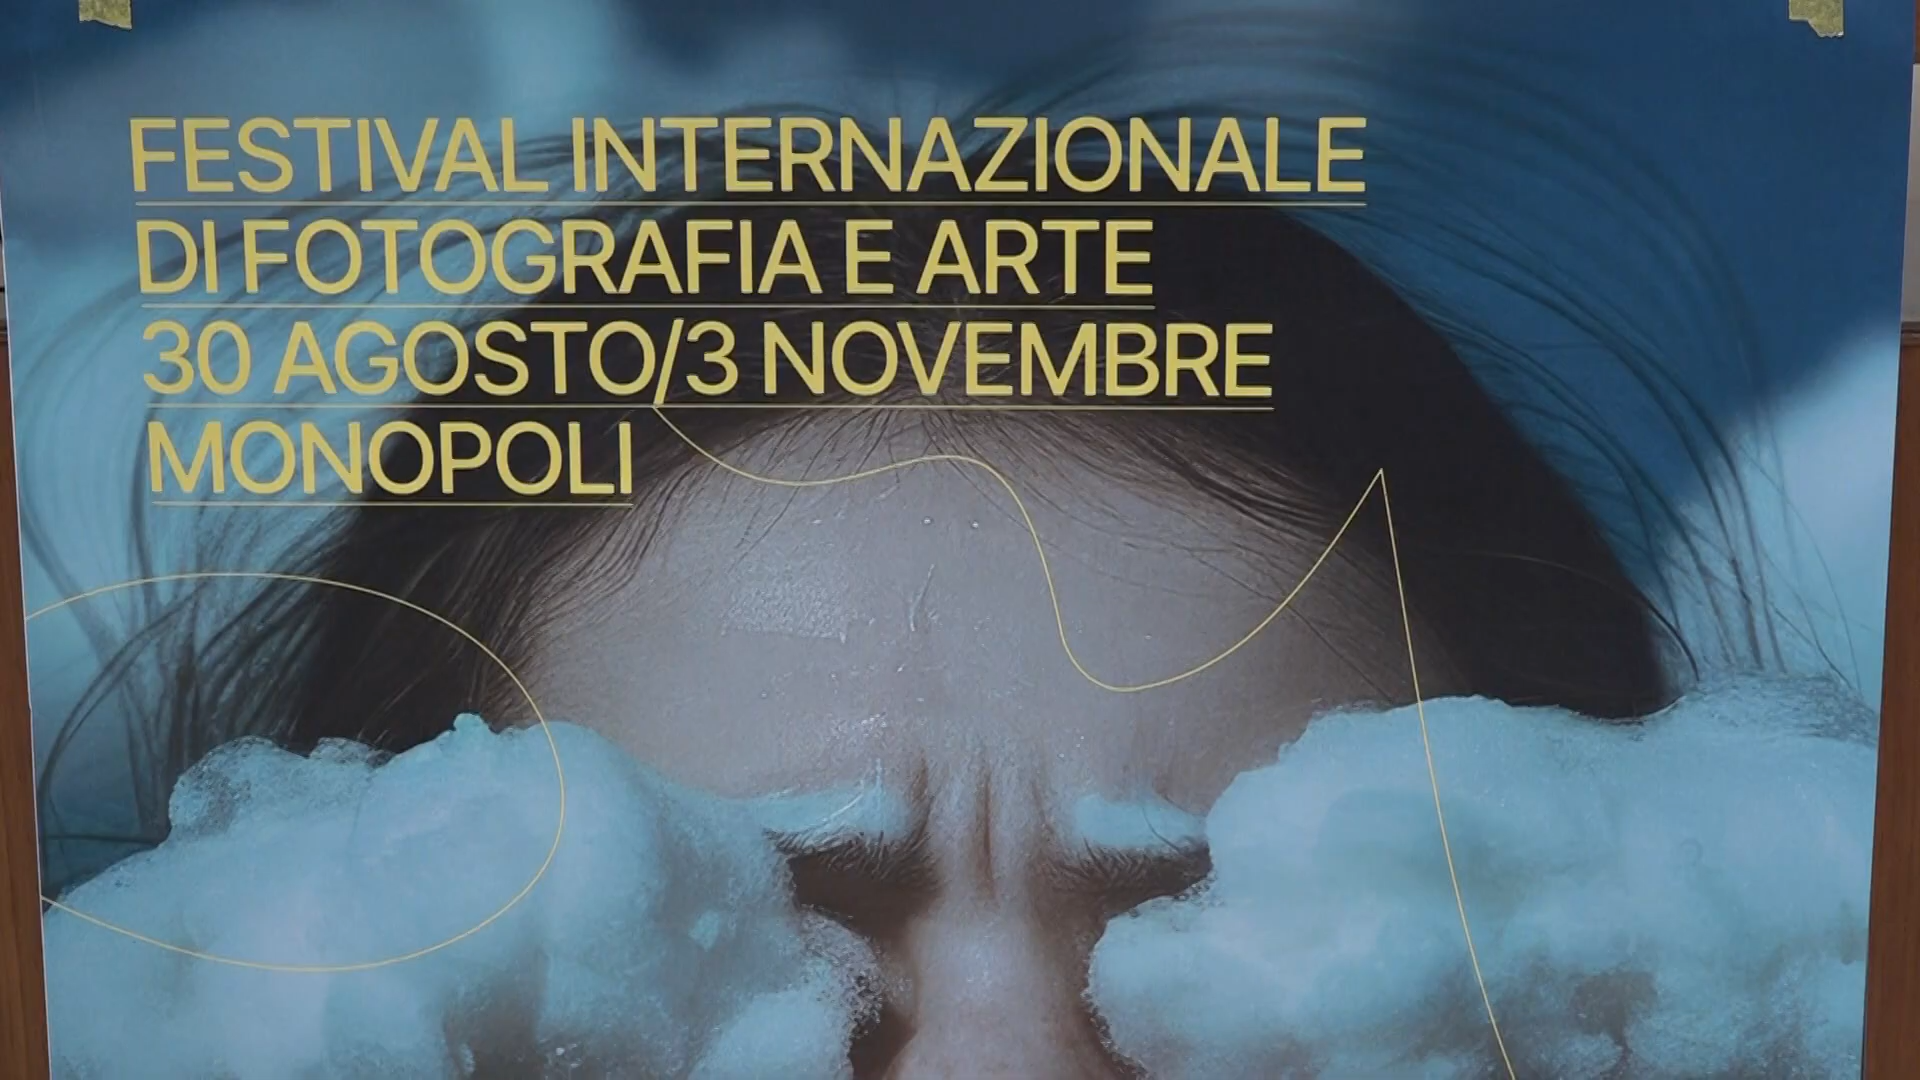 FESTIVAL INTERNAZIONALE
DI FOTOGRAFIA E ARTE
30 AGOSTO/3 NOVEMBRE
MONOPOLI